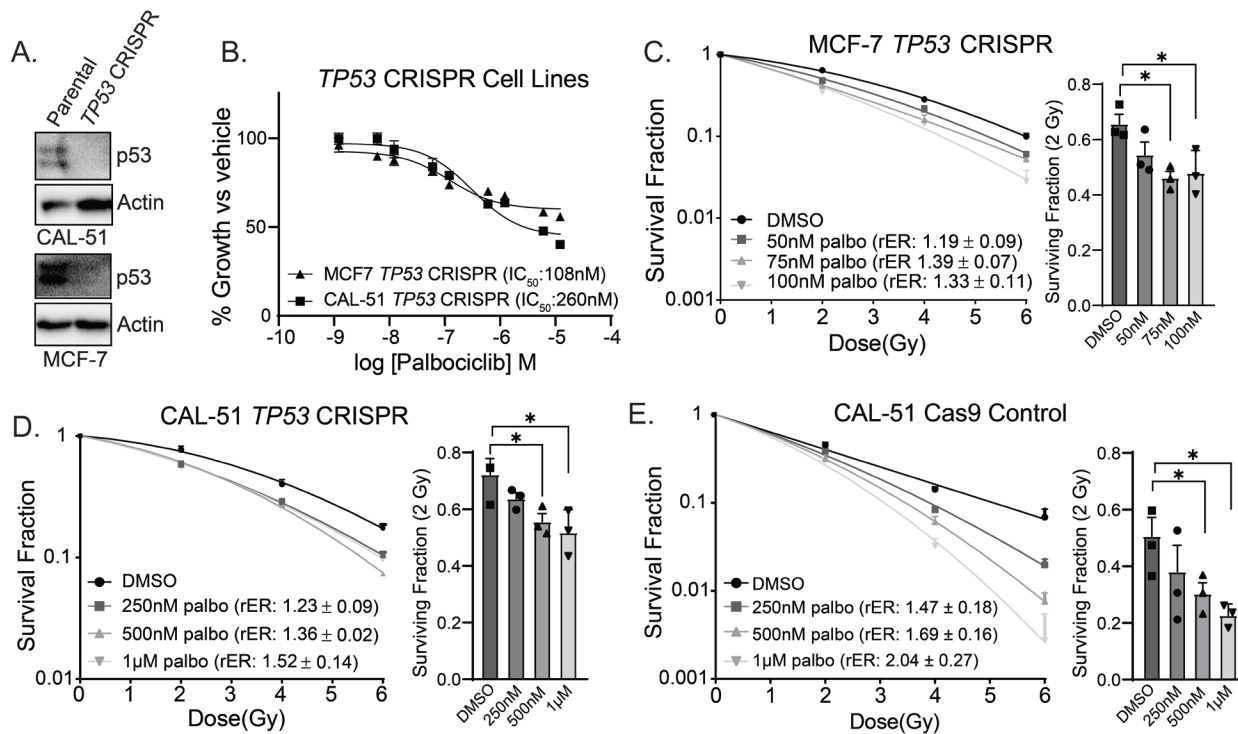 A.
Parental
TP53 CRISPR
p53
Actin
CAL-51
p53
Actin
MCF-7
B.
TP53 CRISPR Cell Lines
% Growth vs vehicle
100
50
0
MCF7 TP53 CRISPR (IC50:108nM)
CAL-51 TP53 CRISPR (IC50:260nM)
-10 -9 -8 -7 -6 -5 -4
log [Palbociclib] M
C.
MCF-7 TP53 CRISPR
Survival Fraction
1
0.1
0.01
0.001
DMSO
50nM palbo (rER: 1.19 ± 0.09)
75nM palbo (rER 1.39 ± 0.07)
100nM palbo (rER: 1.33 ± 0.11)
0 1 2 3 4 5 6
Dose(Gy)
Surviving Fraction (2 Gy)
0.8
0.6
0.4
0.2
0.0
* *
DMSO 50nM 75nM 100nM
D.
CAL-51 TP53 CRISPR
Survival Fraction
1
0.1
0.01
DMSO
250nM palbo (rER: 1.23 ± 0.09)
500nM palbo (rER: 1.36 ± 0.02)
1µM palbo (rER: 1.52 ± 0.14)
0 1 2 3 4 5 6
Dose(Gy)
Surviving Fraction (2 Gy)
0.8
0.6
0.4
0.2
0.0
* *
DMSO 250nM 500nM 1µM
E.
CAL-51 Cas9 Control
Survival Fraction
1
0.1
0.01
0.001
DMSO
250nM palbo (rER: 1.47 ± 0.18)
500nM palbo (rER: 1.69 ± 0.16)
1µM palbo (rER: 2.04 ± 0.27)
0 1 2 3 4 5 6
Dose(Gy)
Surviving Fraction (2 Gy)
0.8
0.6
0.4
0.2
0.0
* *
DMSO 250nM 500nM 1µM